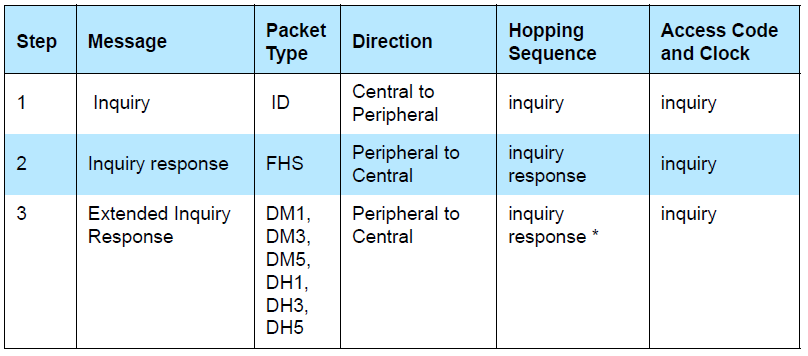 Step Message Packet Type Direction Hopping Sequence Access Code and Clock
1 Inquiry ID Central to Peripheral inquiry inquiry
2 Inquiry response FHS Peripheral to Central inquiry response inquiry
3 Extended Inquiry Response DM1, DM3, DM5, DH1, DH3, DH5 Peripheral to Central inquiry response * inquiry